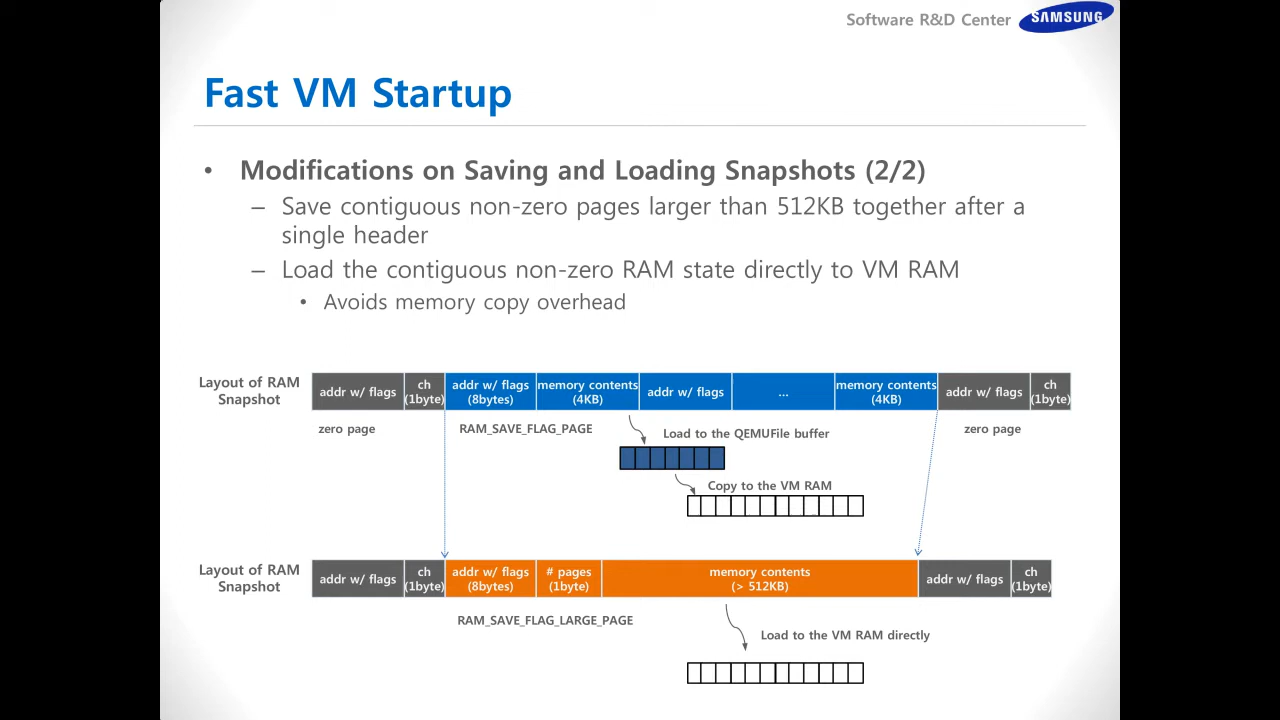 Software R&D Center SAMSUNG
Fast VM Startup
• Modifications on Saving and Loading Snapshots (2/2)
– Save contiguous non-zero pages larger than 512KB together after a
single header
– Load the contiguous non-zero RAM state directly to VM RAM
• Avoids memory copy overhead
Layout of RAM
Snapshot
addr w/ flags
ch
(1byte)
addr w/ flags
(8bytes)
memory contents
(4KB)
addr w/ flags
...
memory contents
(4KB)
addr w/ flags
ch
(1byte)
zero page
RAM_SAVE_FLAG_PAGE
Load to the QEMUFile buffer
zero page
Copy to the VM RAM
Layout of RAM
Snapshot
addr w/ flags
ch
(1byte)
addr w/ flags
(8bytes)
# pages
(1byte)
memory contents
(> 512KB)
addr w/ flags
ch
(1byte)
RAM_SAVE_FLAG_LARGE_PAGE
Load to the VM RAM directly